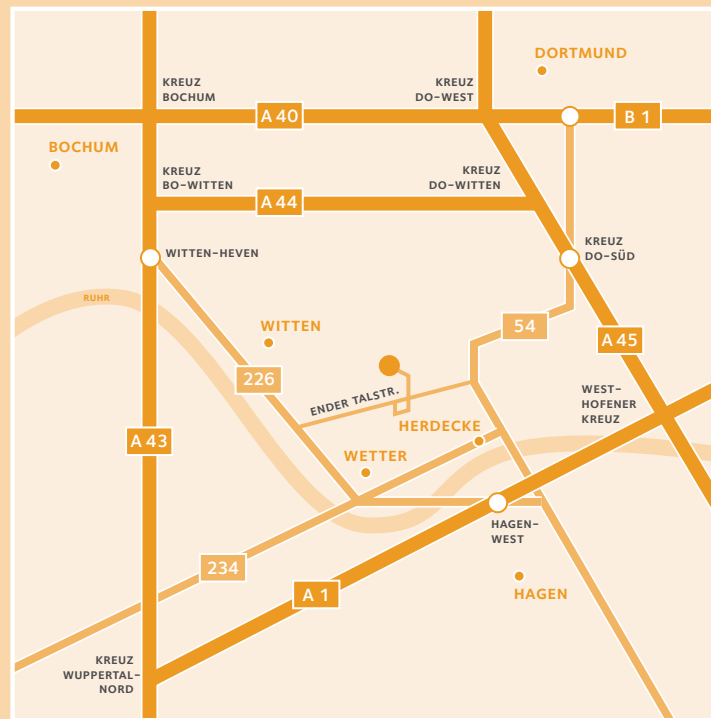 DORTMUND
KREUZ
BOCHUM
KREUZ
DO-WEST
A 40
B 1
BOCHUM
KREUZ
BO-WITTEN
KREUZ
DO-WITTEN
A 44
WITTEN-HEVEN
KREUZ
DO-SÜD
RUHR
WITTEN
54
A 45
226
ENDER TALSTR.
WEST-
HOFENER
KREUZ
HERDECKE
A 43
WETTER
HAGEN-
WEST
234
A 1
HAGEN
KREUZ
WUPPERTAL-
NORD